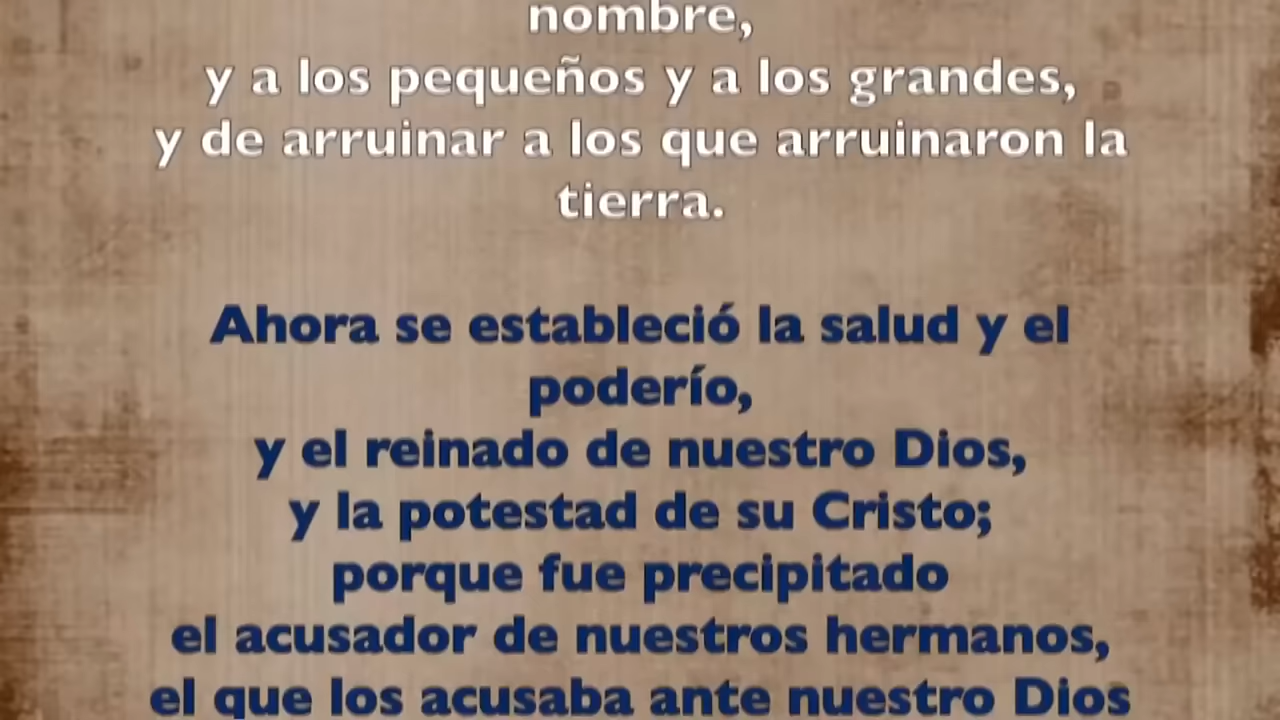 nombre,
y a los pequeños y a los grandes,
y de arruinar a los que arruinaron la
tierra.
Ahora se estableció la salud y el
poderío,
y el reinado de nuestro Dios,
y la potestad de su Cristo;
porque fue precipitado
el acusador de nuestros hermanos,
el que los acusaba ante nuestro Dios